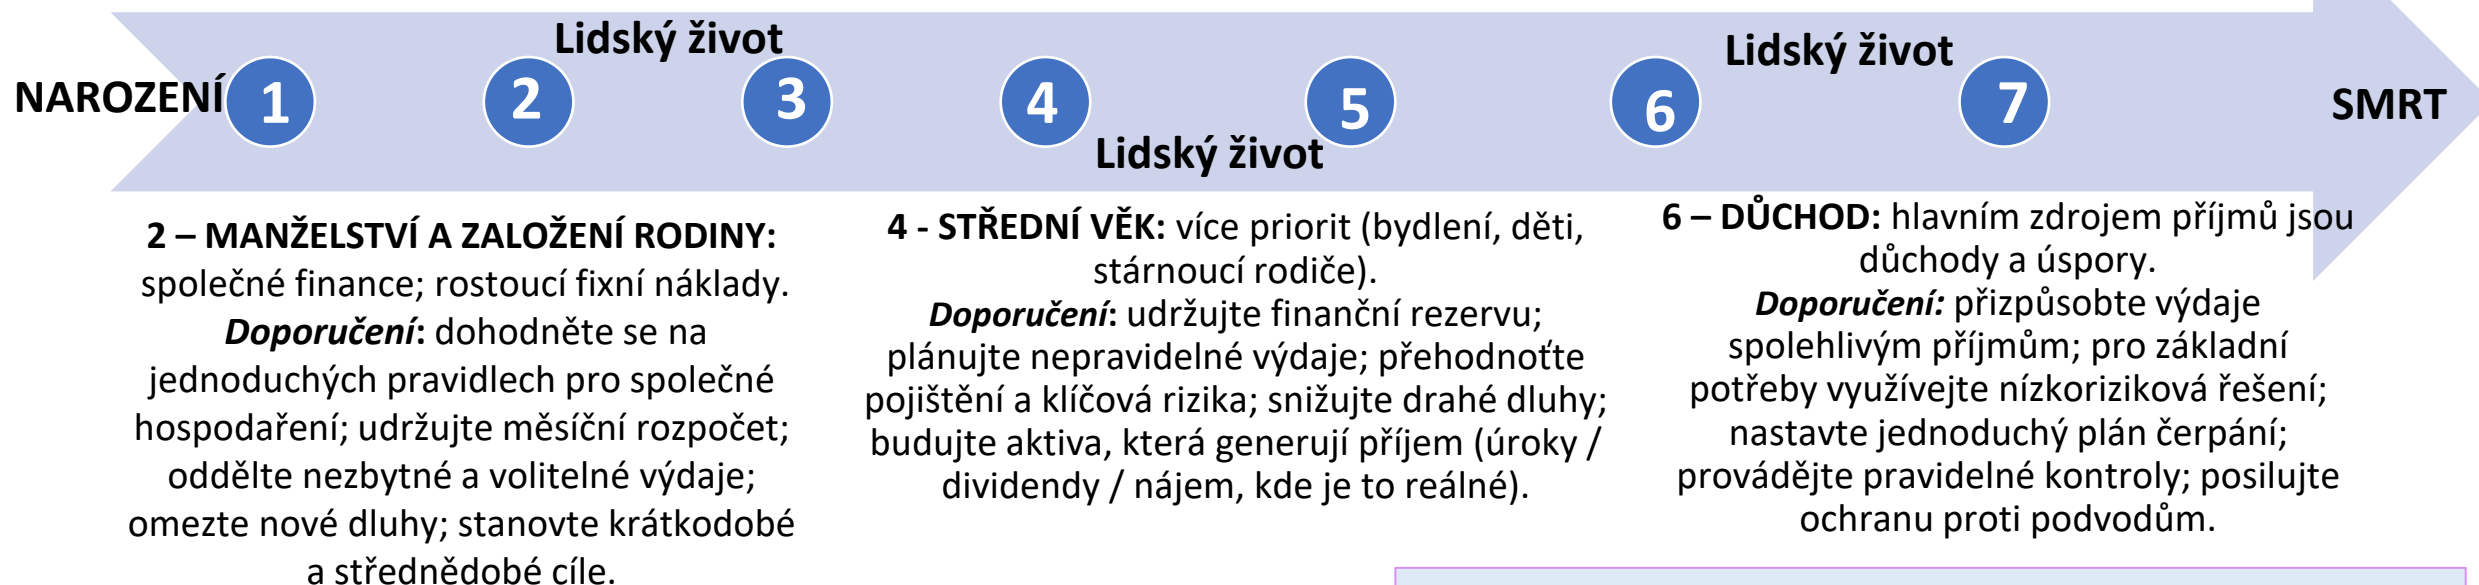 Lidský život
Lidský život
NAROZENÍ
1
2
3
4
5
6
7
SMRT
Lidský život
2 – MANŽELSTVÍ A ZALOŽENÍ RODINY:
společné finance; rostoucí fixní náklady.
Doporučení: dohodněte se na
jednoduchých pravidlech pro společné
hospodaření; udržujte měsíční rozpočet;
oddělte nezbytné a volitelné výdaje;
omezte nové dluhy; stanovte krátkodobé
a střednědobé cíle.
4 - STŘEDNÍ VĚK: více priorit (bydlení, děti,
stárnoucí rodiče).
Doporučení: udržujte finanční rezervu;
plánujte nepravidelné výdaje; přehodnoťte
pojištění a klíčová rizika; snižujte drahé dluhy;
budujte aktiva, která generují příjem (úroky /
dividendy / nájem, kde je to reálné).
6 – DŮCHOD: hlavním zdrojem příjmů jsou
důchody a úspory.
Doporučení: přizpůsobte výdaje
spolehlivým příjmům; pro základní
potřeby využívejte nízkoriziková řešení;
nastavte jednoduchý plán čerpání;
provádějte pravidelné kontroly; posilujte
ochranu proti podvodům.